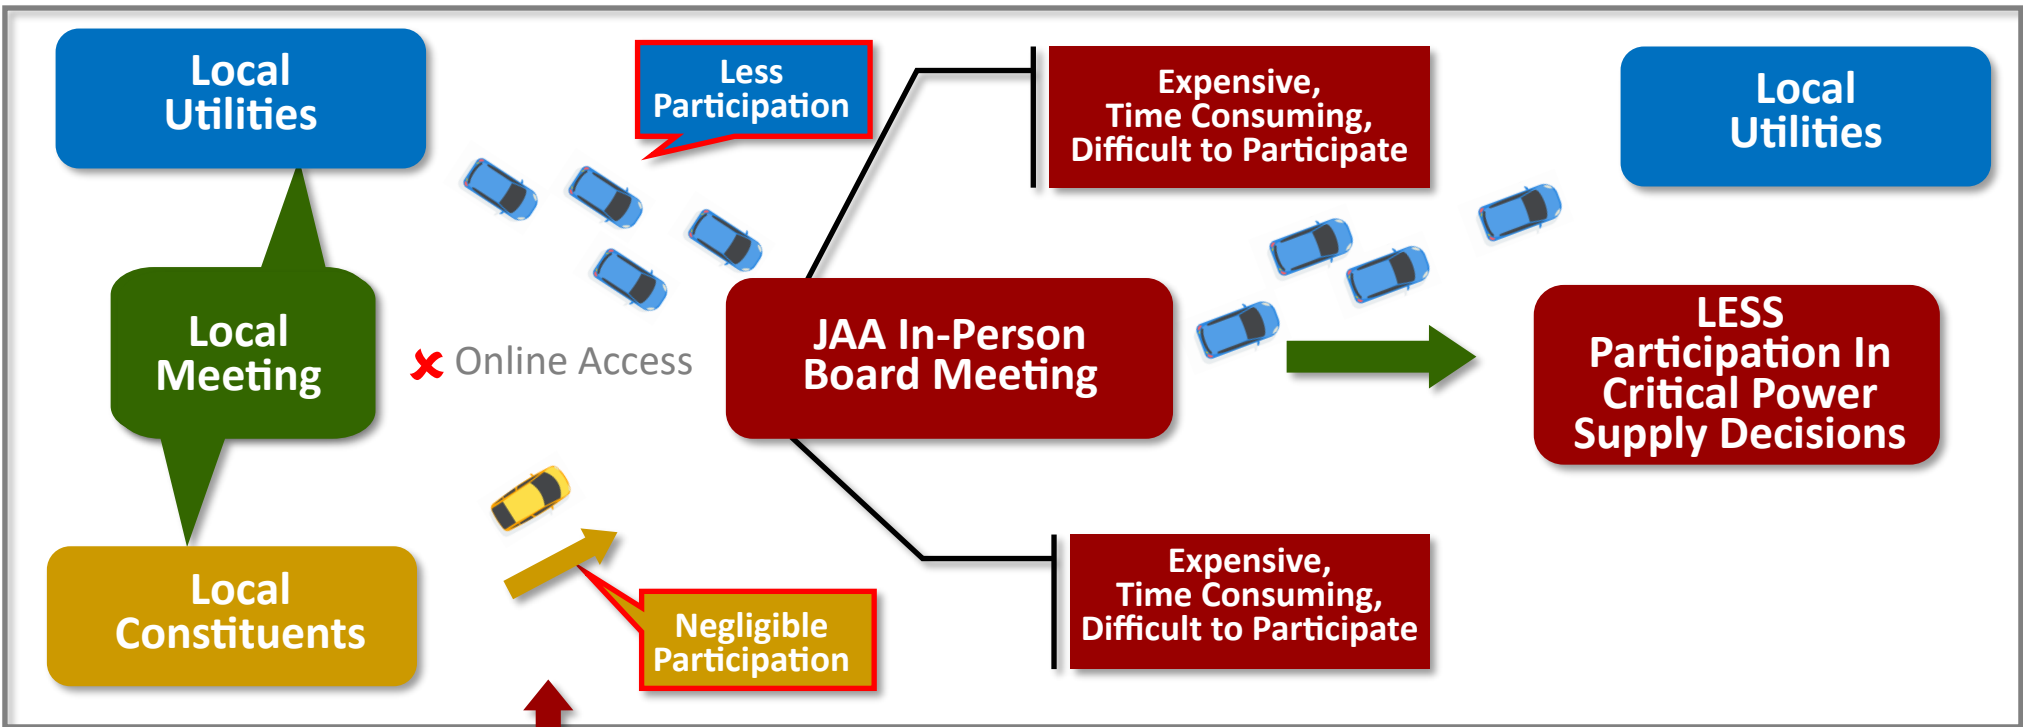 Local
Utilities
Less
Participation
Expensive,
Time Consuming,
Difficult to Participate
Local
Utilities
Local
Meeting
✘ Online Access
JAA In-Person
Board Meeting
LESS
Participation In
Critical Power
Supply Decisions
Local
Constituents
Negligible
Participation
Expensive,
Time Consuming,
Difficult to Participate